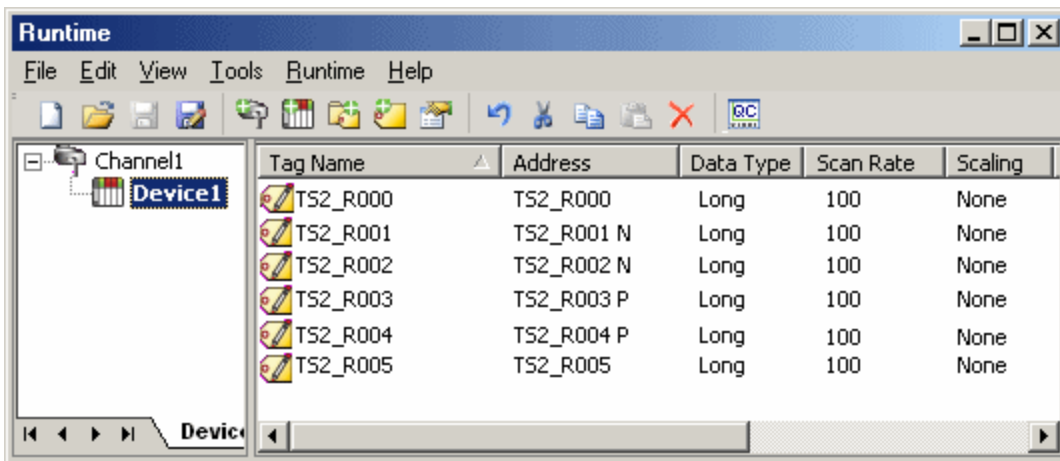 Runtime
File Edit View Tools Runtime Help
QC
Channel1
Device1
Tag Name Address Data Type Scan Rate Scaling
TS2_R000 TS2_R000 Long 100 None
TS2_R001 TS2_R001 N Long 100 None
TS2_R002 TS2_R002 N Long 100 None
TS2_R003 TS2_R003 P Long 100 None
TS2_R004 TS2_R004 P Long 100 None
TS2_R005 TS2_R005 Long 100 None
Device